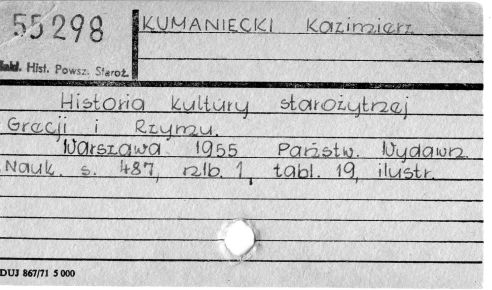 55298
KUMANIECKI Kazimierz
Zakł. Hist. Powsz. Staroż.
Historia kultury starożytnej
Grecji i Rzymu.
Warszawa 1955 Państw. Wydawn.
Nauk. s. 487, nlb. 1, tabl. 19, ilustr.
DUJ 867/71 5 000